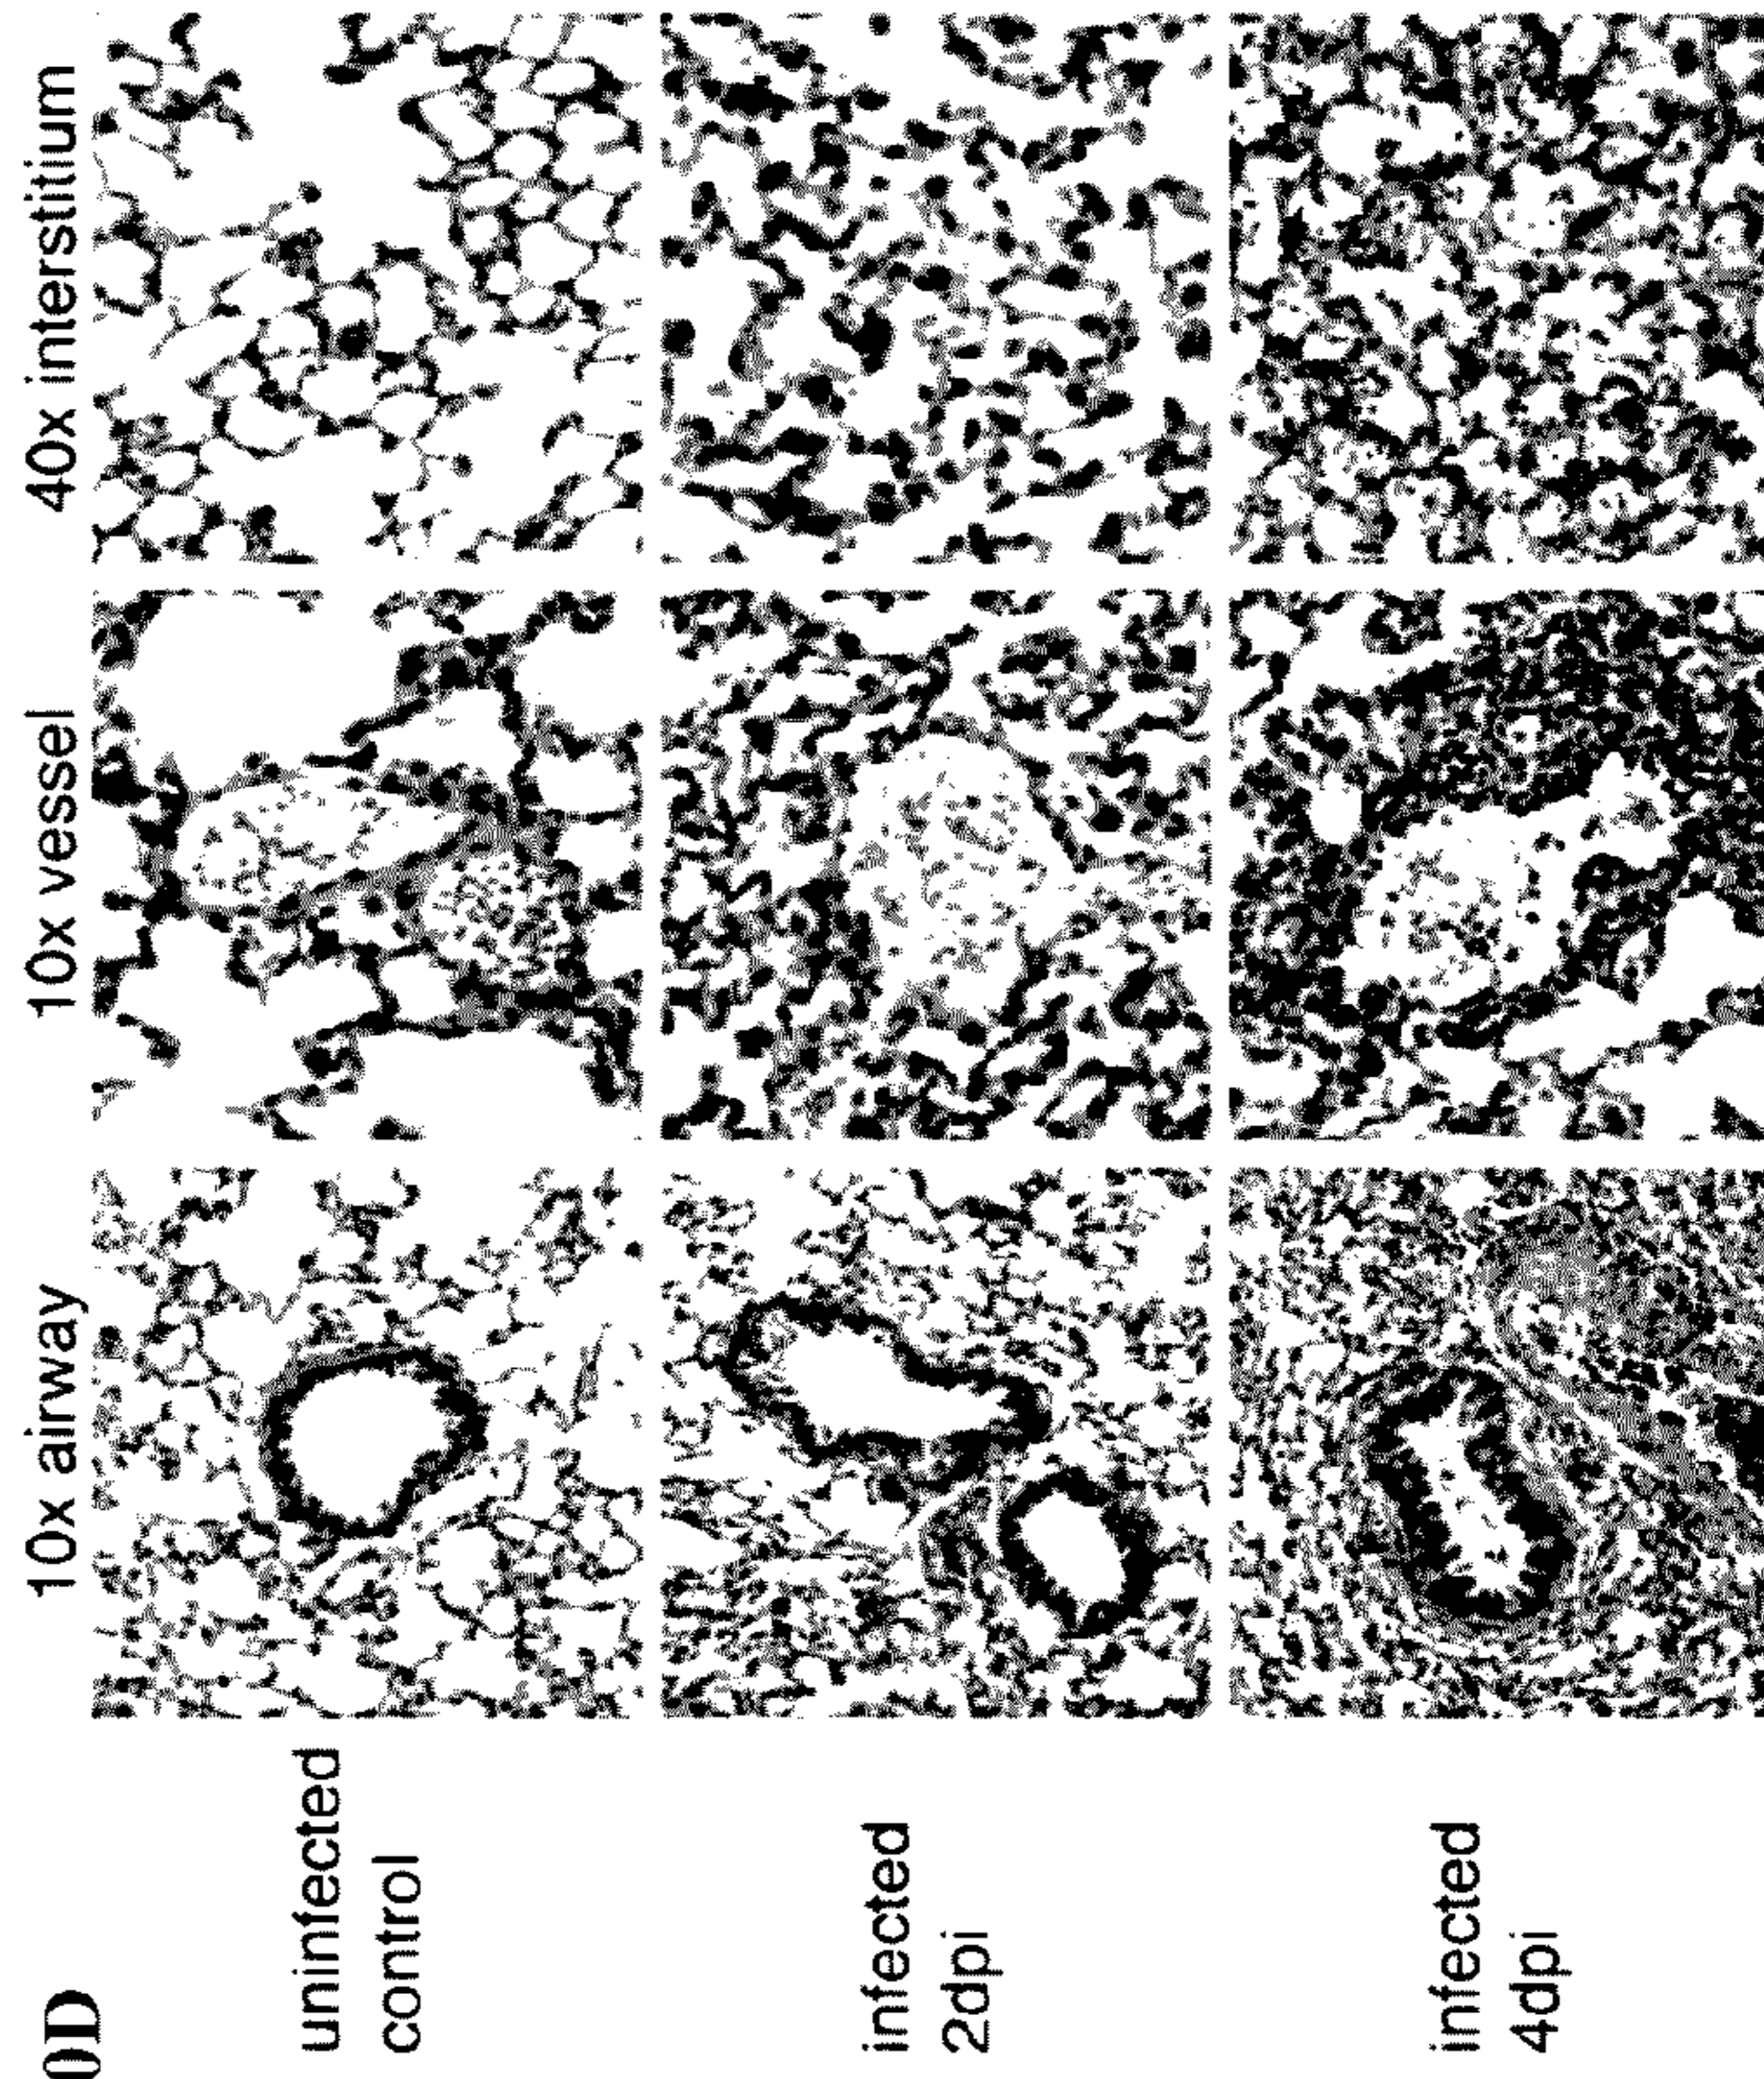 0D
10x airway 10x vessel 40x interstitium
uninfected
control
infected
2dpi
infected
4dpi